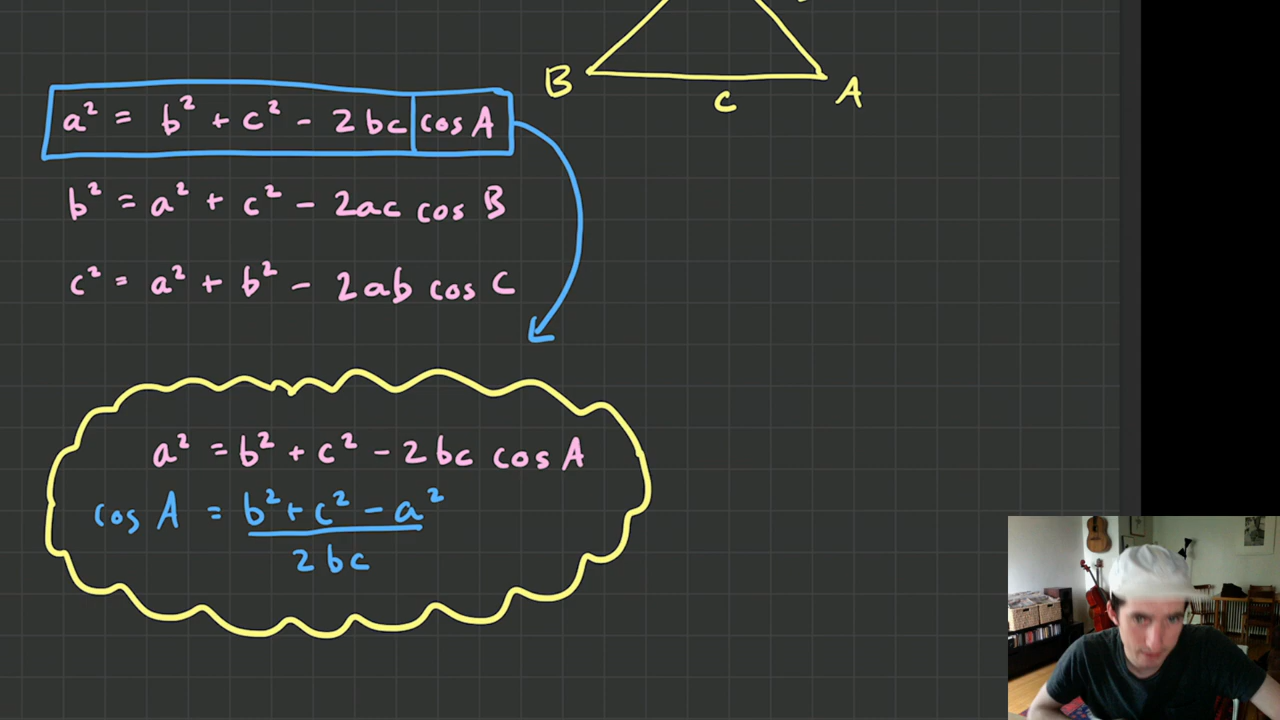 B
c
A
a² = b² + c² - 2bc cos A
b² = a² + c² - 2ac cos B
c² = a² + b² - 2ab cos C
a² = b² + c² - 2bc cos A
cos A = b² + c² - a²
2bc